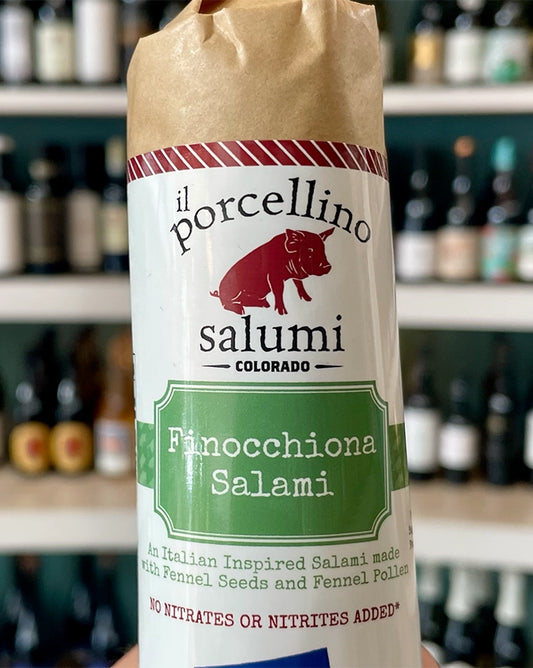 il
porcellino
salumi
COLORADO
Finocchiona
Salami
An Italian Inspired Salami made
with Fennel Seeds and Fennel Pollen
NO NITRATES OR NITRITES ADDED*